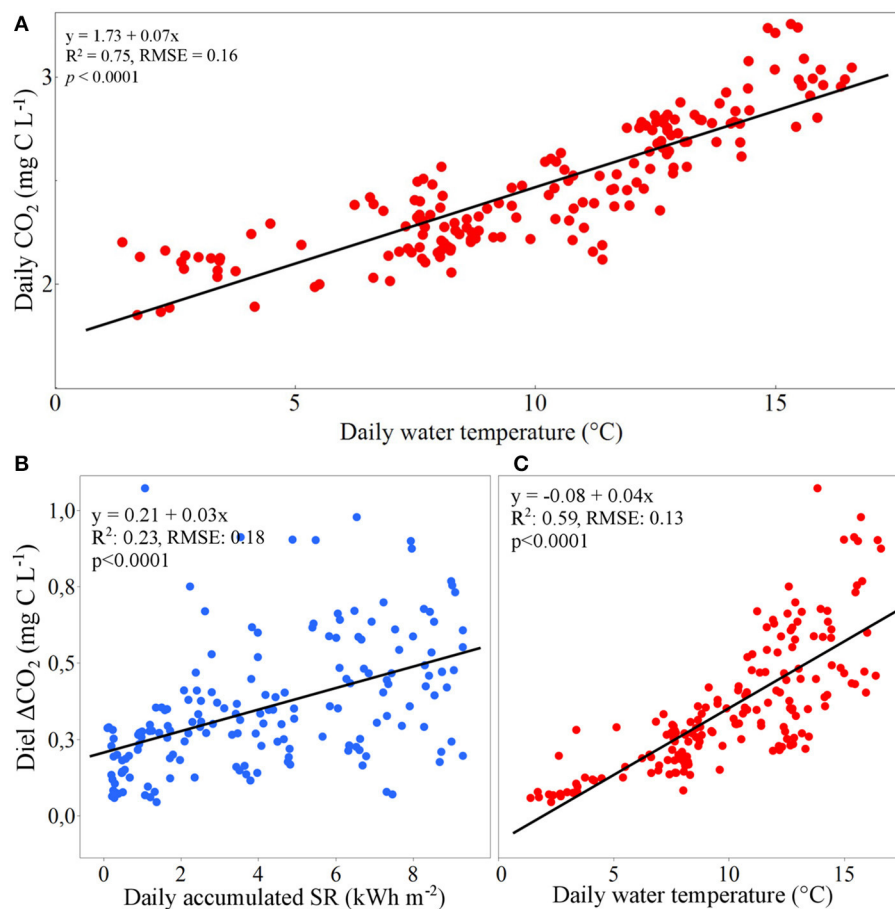 A
y = 1.73 + 0.07x
R² = 0.75, RMSE = 0.16
p < 0.0001
3
2
Daily CO₂ (mg C L⁻¹)
0
5
10
15
Daily water temperature (°C)
B
y = 0.21 + 0.03x
R²: 0.23, RMSE: 0.18
p<0.0001
1,0
0,8
0,5
0,3
0,0
Diel ΔCO₂ (mg C L⁻¹)
0
2
4
6
8
Daily accumulated SR (kWh m⁻²)
C
y = -0.08 + 0.04x
R²: 0.59, RMSE: 0.13
p<0.0001
0
5
10
15
Daily water temperature (°C)